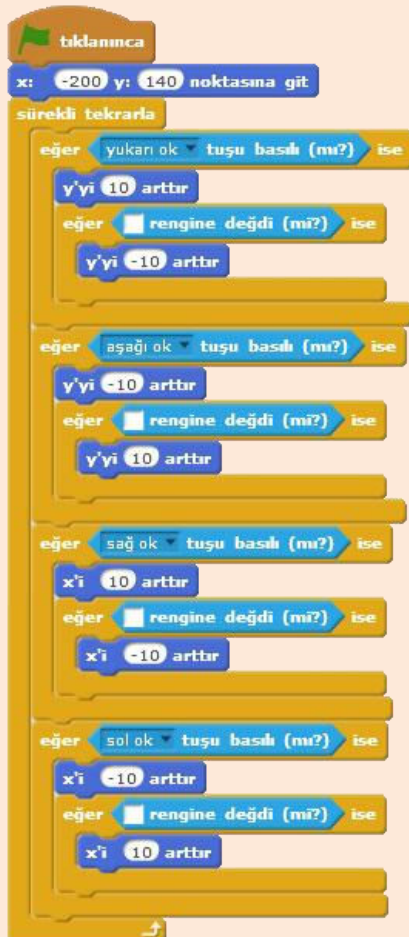 tıklanınca
x: -200 y: 140 noktasına git
sürekli tekrarla
eğer yukarı ok tuşu basılı (mı?) ise
y'yi 10 arttır
eğer rengine değdi (mi?) ise
y'yi -10 arttır
eğer aşağı ok tuşu basılı (mı?) ise
y'yi -10 arttır
eğer rengine değdi (mi?) ise
y'yi 10 arttır
eğer sağ ok tuşu basılı (mı?) ise
x'i 10 arttır
eğer rengine değdi (mi?) ise
x'i -10 arttır
eğer sol ok tuşu basılı (mı?) ise
x'i -10 arttır
eğer rengine değdi (mi?) ise
x'i 10 arttır